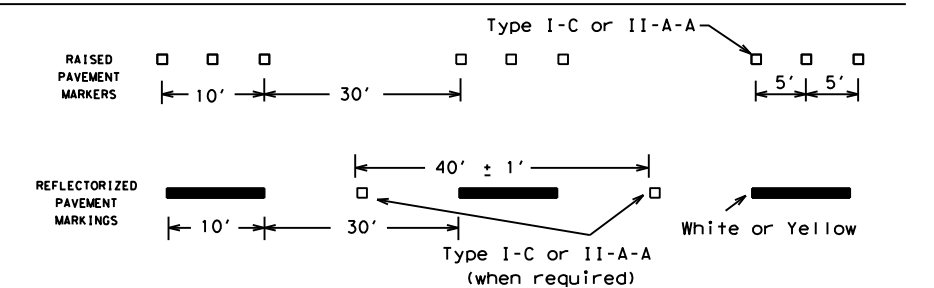 Type I-C or II-A-A
RAISED
PAVEMENT
MARKERS
10'
30'
5'
5'
40' ± 1'
REFLECTORIZED
PAVEMENT
MARKINGS
10'
30'
Type I-C or II-A-A
(when required)
White or Yellow